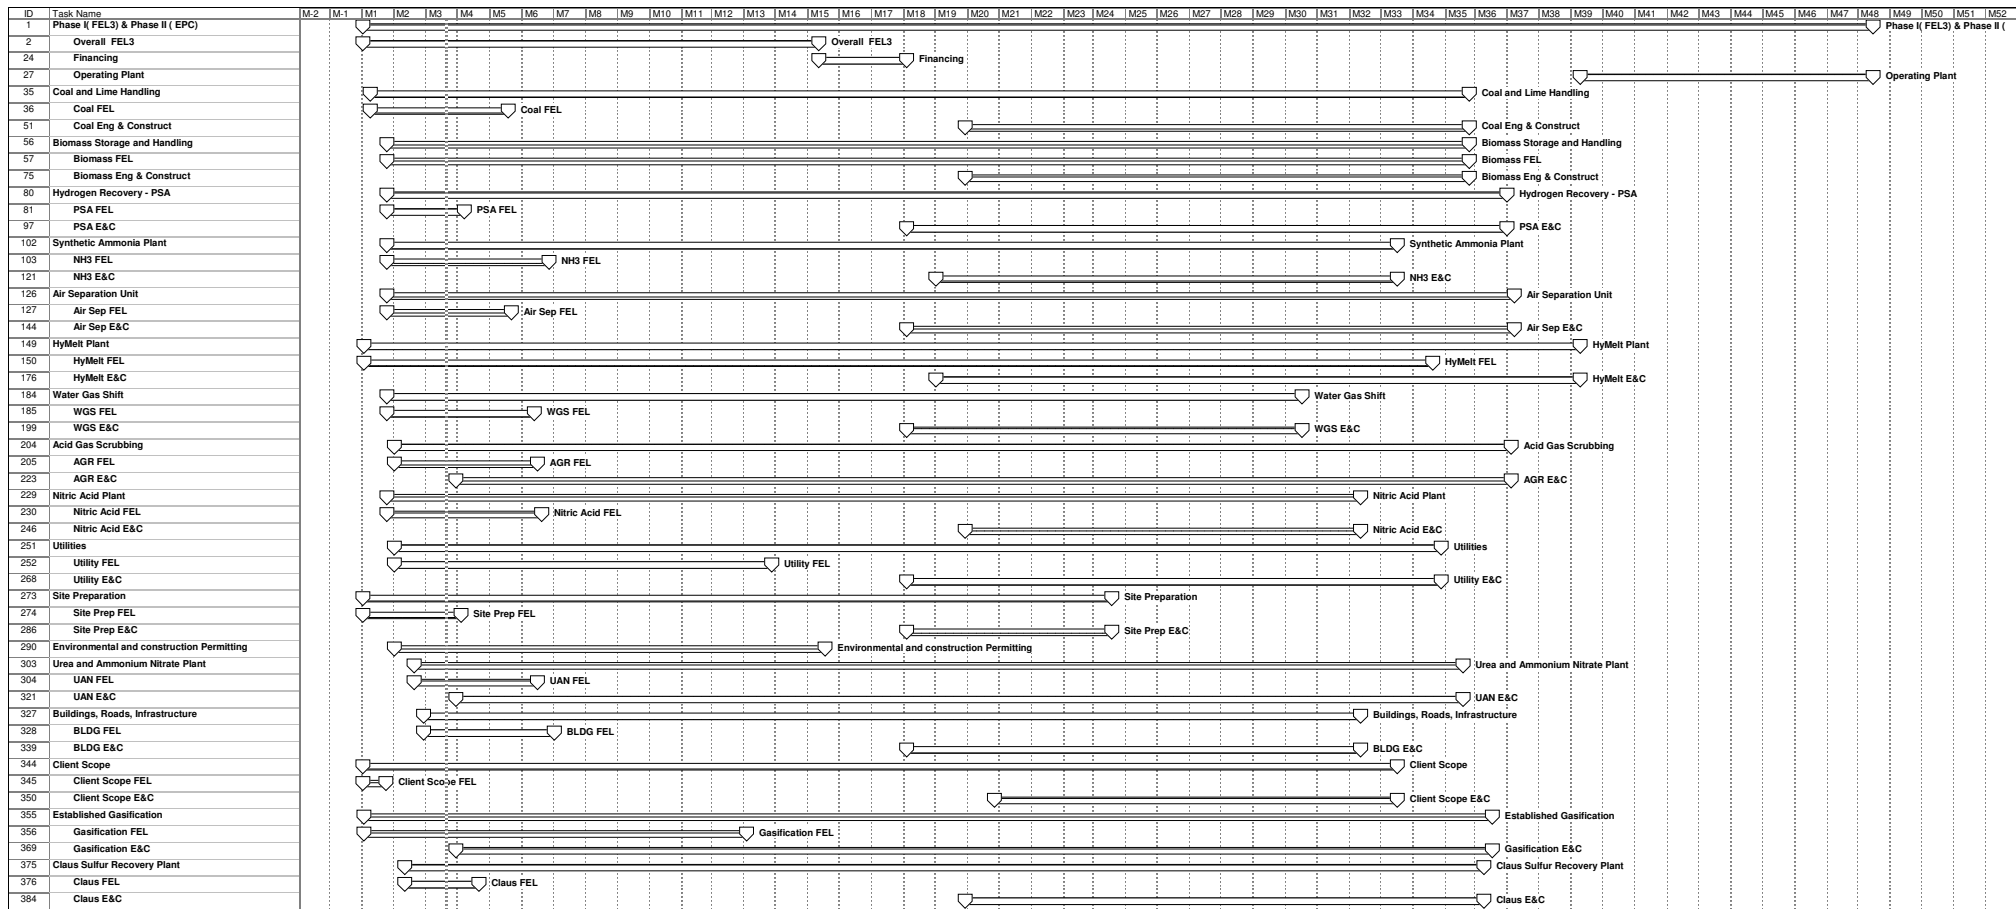 ID Task Name M-2 M-1 M1 M2 M3 M4 M5 M6 M7 M8 M9 M10 M11 M12 M13 M14 M15 M16 M17 M18 M19 M20 M21 M22 M23 M24 M25 M26 M27 M28 M29 M30 M31 M32 M33 M34 M35 M36 M37 M38 M39 M40 M41 M42 M43 M44 M45 M46 M47 M48 M49 M50 M51 M52
1 Phase I( FEL3) & Phase II ( EPC) Phase I( FEL3) & Phase II (
2 Overall FEL3 Overall FEL3
24 Financing Financing
27 Operating Plant Operating Plant
35 Coal and Lime Handling Coal and Lime Handling
36 Coal FEL Coal FEL
51 Coal Eng & Construct Coal Eng & Construct
56 Biomass Storage and Handling Biomass Storage and Handling
57 Biomass FEL Biomass FEL
75 Biomass Eng & Construct Biomass Eng & Construct
80 Hydrogen Recovery - PSA Hydrogen Recovery - PSA
81 PSA FEL PSA FEL
97 PSA E&C PSA E&C
102 Synthetic Ammonia Plant Synthetic Ammonia Plant
103 NH3 FEL NH3 FEL
121 NH3 E&C NH3 E&C
126 Air Separation Unit Air Separation Unit
127 Air Sep FEL Air Sep FEL
144 Air Sep E&C Air Sep E&C
149 HyMelt Plant HyMelt Plant
150 HyMelt FEL HyMelt FEL
176 HyMelt E&C HyMelt E&C
184 Water Gas Shift Water Gas Shift
185 WGS FEL WGS FEL
199 WGS E&C WGS E&C
204 Acid Gas Scrubbing Acid Gas Scrubbing
205 AGR FEL AGR FEL
223 AGR E&C AGR E&C
229 Nitric Acid Plant Nitric Acid Plant
230 Nitric Acid FEL Nitric Acid FEL
246 Nitric Acid E&C Nitric Acid E&C
251 Utilities Utilities
252 Utility FEL Utility FEL
268 Utility E&C Utility E&C
273 Site Preparation Site Preparation
274 Site Prep FEL Site Prep FEL
286 Site Prep E&C Site Prep E&C
290 Environmental and construction Permitting Environmental and construction Permitting
303 Urea and Ammonium Nitrate Plant Urea and Ammonium Nitrate Plant
304 UAN FEL UAN FEL
321 UAN E&C UAN E&C
327 Buildings, Roads, Infrastructure Buildings, Roads, Infrastructure
328 BLDG FEL BLDG FEL
339 BLDG E&C BLDG E&C
344 Client Scope Client Scope
345 Client Scope FEL Client Scope FEL
350 Client Scope E&C Client Scope E&C
355 Established Gasification Established Gasification
356 Gasification FEL Gasification FEL
369 Gasification E&C Gasification E&C
375 Claus Sulfur Recovery Plant Claus Sulfur Recovery Plant
376 Claus FEL Claus FEL
384 Claus E&C Claus E&C